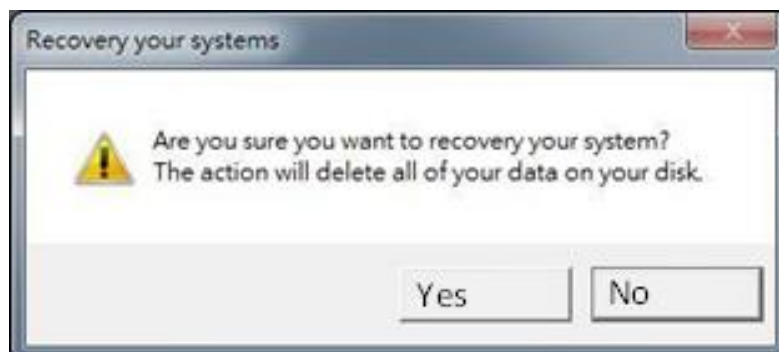 Recovery your systems
Are you sure you want to recovery your system?
The action will delete all of your data on your disk.
Yes
No